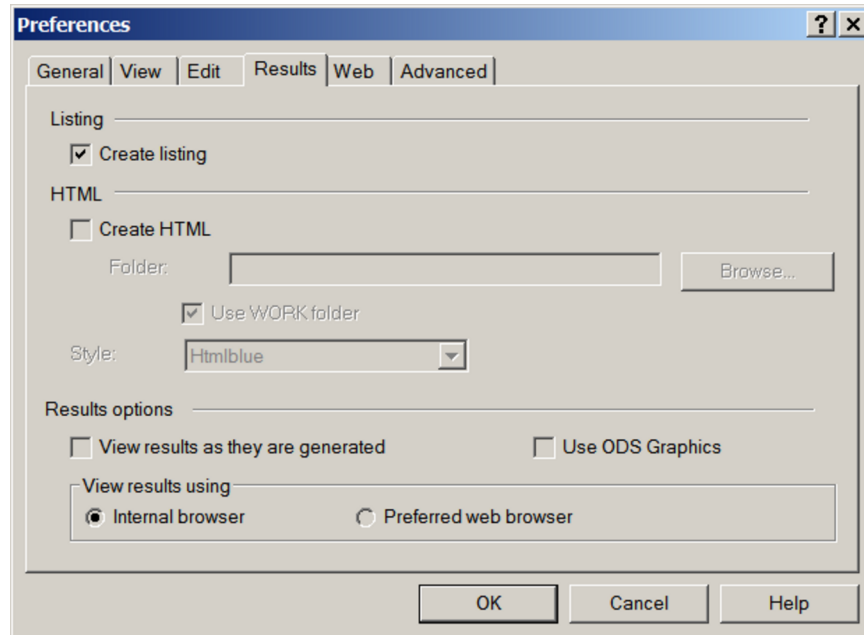 Preferences
General View Edit Results Web Advanced
Listing
Create listing
HTML
Create HTML
Folder:
Browse...
Use WORK folder
Style:
Htmlblue
Results options
View results as they are generated
Use ODS Graphics
View results using
Internal browser
Preferred web browser
OK Cancel Help